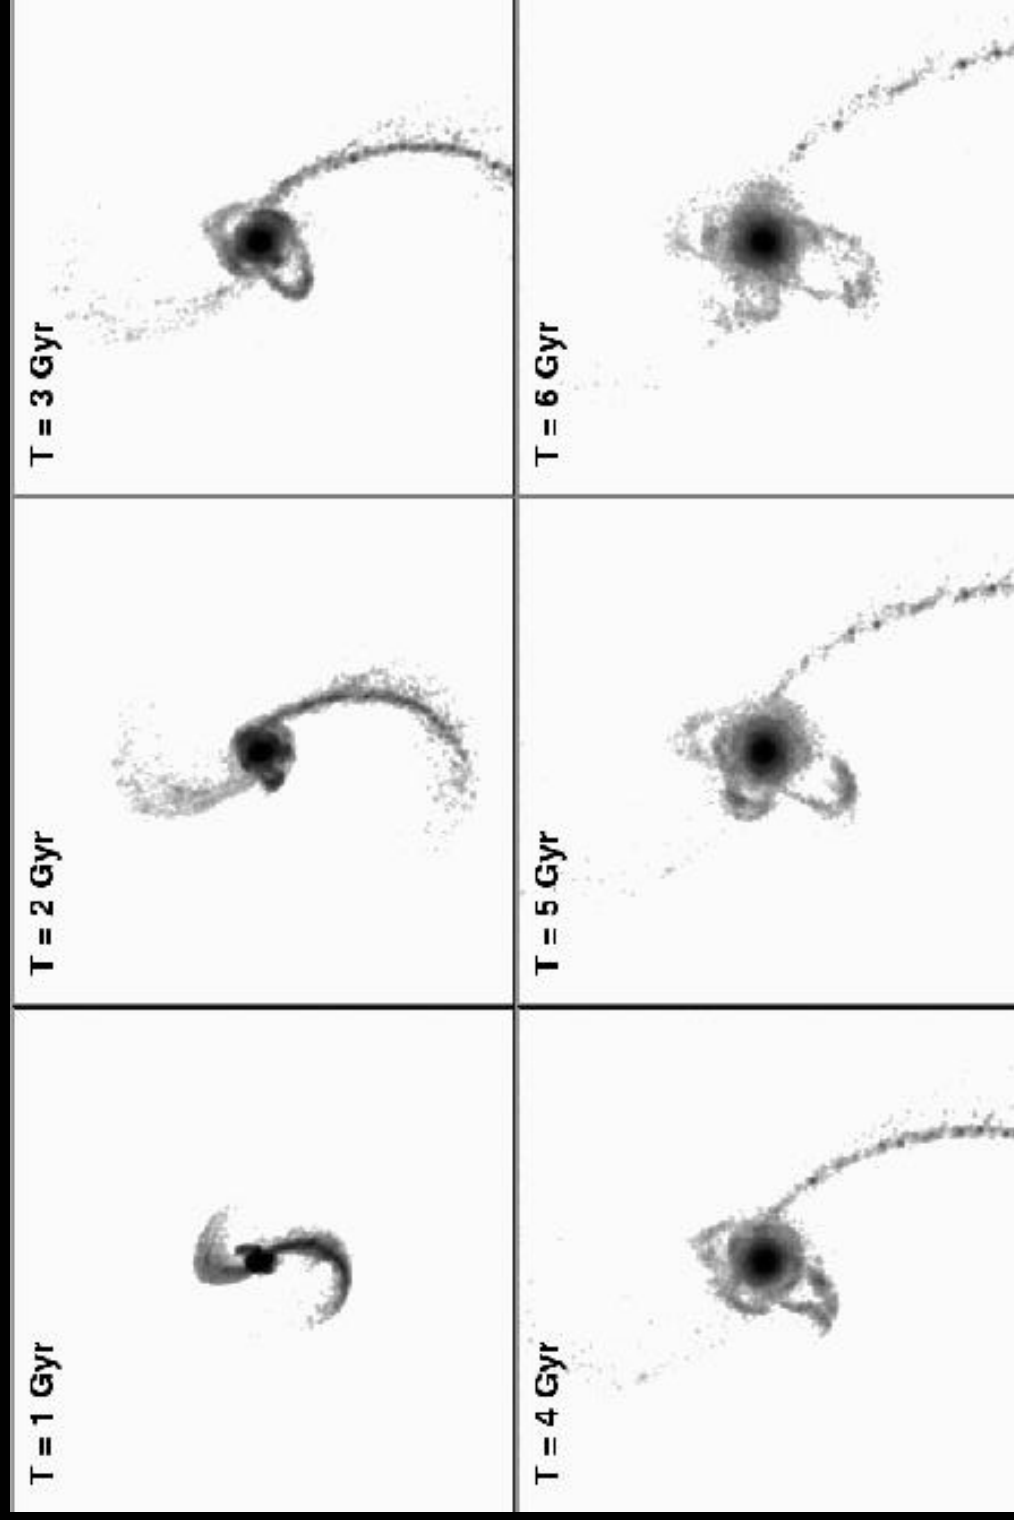 T = 1 Gyr
T = 2 Gyr
T = 3 Gyr
T = 4 Gyr
T = 5 Gyr
T = 6 Gyr